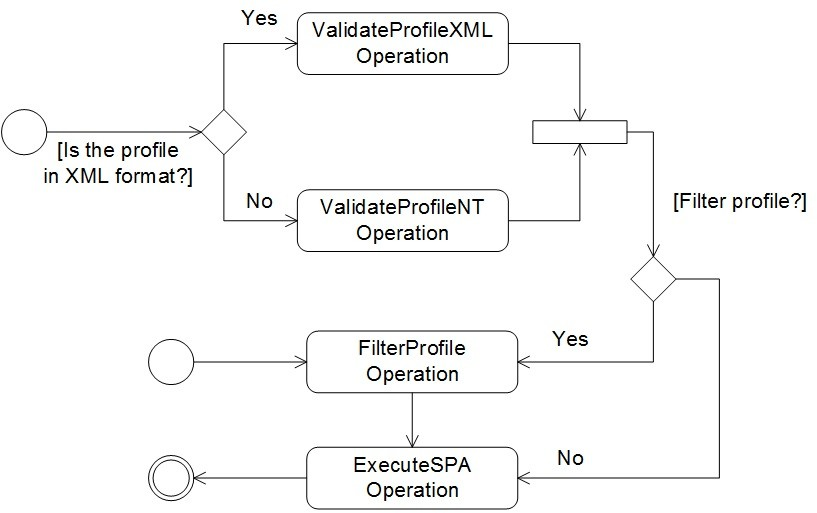 Yes
ValidateProfileXML
Operation
[Is the profile
in XML format?]
No
ValidateProfileNT
Operation
[Filter profile?]
FilterProfile
Operation
Yes
ExecuteSPA
Operation
No